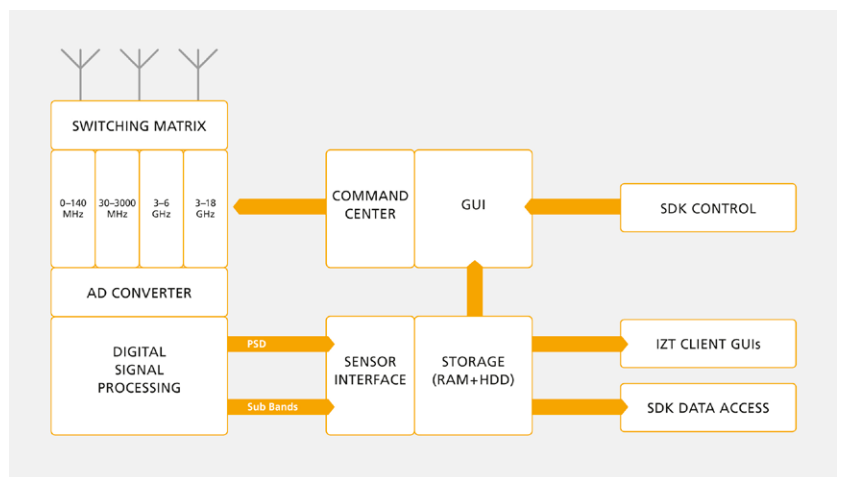 SWITCHING MATRIX
0–140
MHz
30–3000
MHz
3–6
GHz
3–18
GHz
AD CONVERTER
DIGITAL
SIGNAL
PROCESSING
COMMAND
CENTER
GUI
SDK CONTROL
PSD
Sub Bands
SENSOR
INTERFACE
STORAGE
(RAM+HDD)
IZT CLIENT GUIs
SDK DATA ACCESS